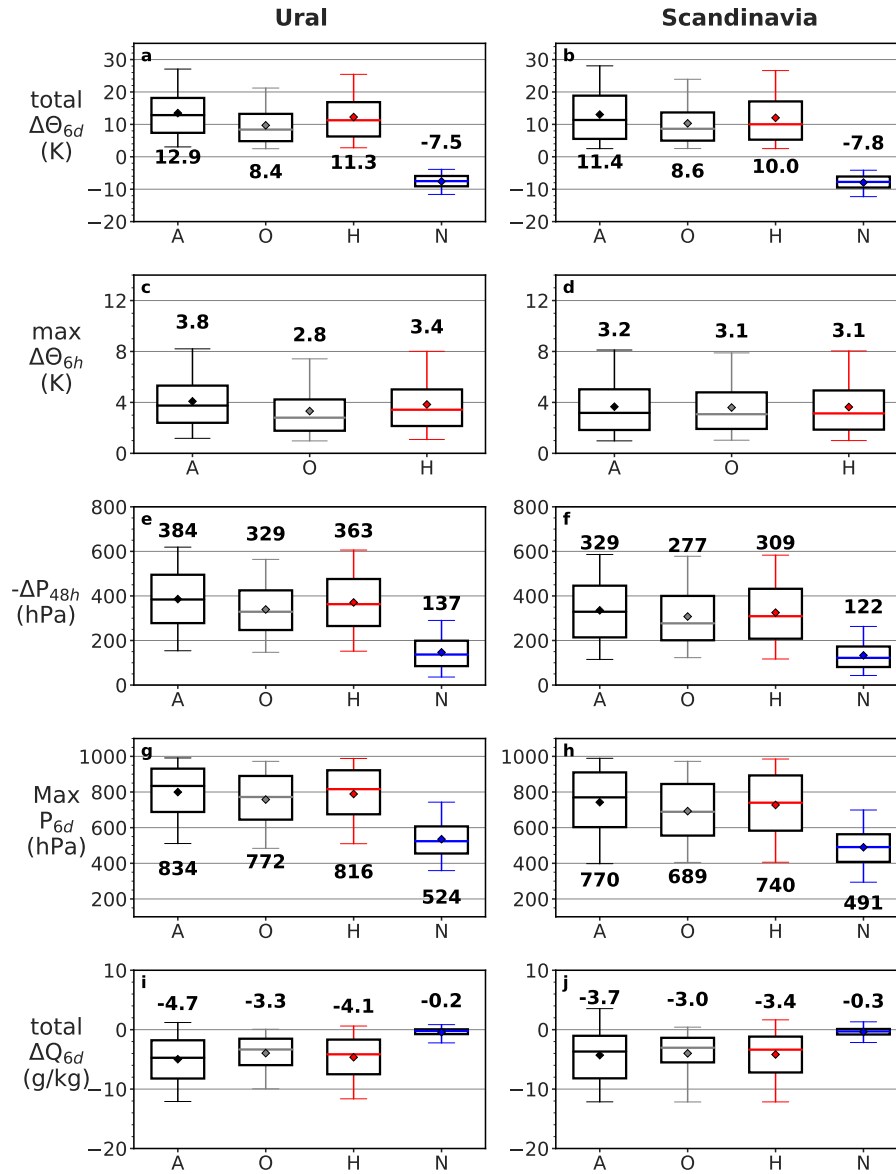 Ural
Scandinavia
total
ΔΘ6d
(K)
a
30
20
10
0
−10
−20
12.9
8.4
11.3
-7.5
A O H N
b
30
20
10
0
−10
−20
11.4
8.6
10.0
-7.8
A O H N
max
ΔΘ6h
(K)
c
12
8
4
0
3.8
2.8
3.4
A O H
d
12
8
4
0
3.2
3.1
3.1
A O H
-ΔP48h
(hPa)
e
800
600
400
200
0
384
329
363
137
A O H N
f
800
600
400
200
0
329
277
309
122
A O H N
Max
P6d
(hPa)
g
1000
800
600
400
200
834
772
816
524
A O H N
h
1000
800
600
400
200
770
689
740
491
A O H N
total
ΔQ6d
(g/kg)
i
10
0
−10
−20
-4.7
-3.3
-4.1
-0.2
A O H N
j
10
0
−10
−20
-3.7
-3.0
-3.4
-0.3
A O H N